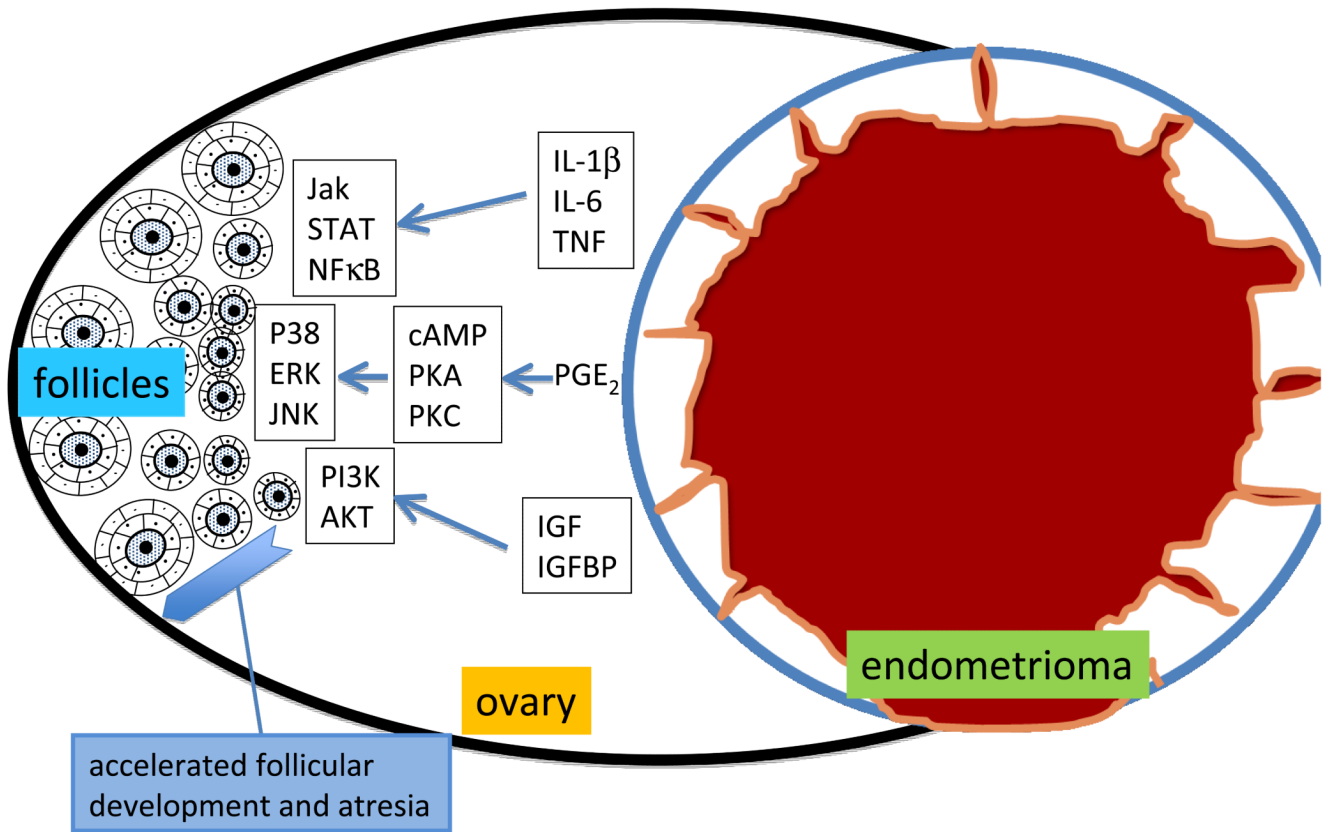 IL-1β
IL-6
TNF
Jak
STAT
NFκB
P38
ERK
JNK
cAMP
PKA
PKC
PGE₂
follicles
PI3K
AKT
IGF
IGFBP
endometrioma
ovary
accelerated follicular
development and atresia